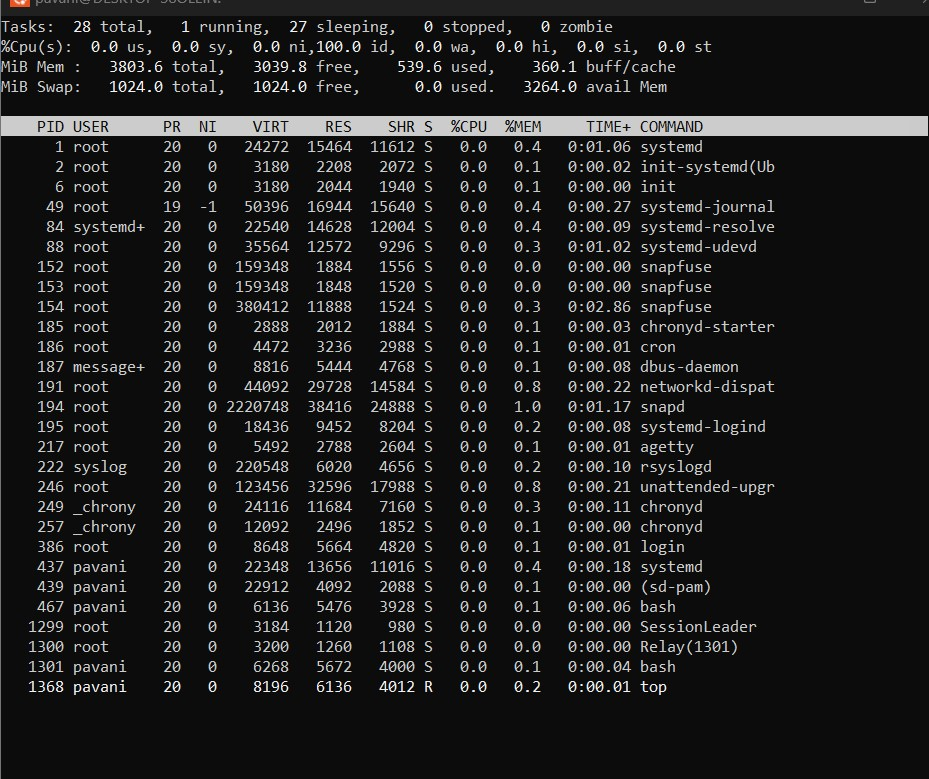 Tasks:  28 total,   1 running,  27 sleeping,   0 stopped,   0 zombie
%Cpu(s):  0.0 us,  0.0 sy,  0.0 ni,100.0 id,  0.0 wa,  0.0 hi,  0.0 si,  0.0 st
MiB Mem :   3803.6 total,   3039.8 free,    539.6 used,    360.1 buff/cache
MiB Swap:   1024.0 total,   1024.0 free,      0.0 used.   3264.0 avail Mem
PID USER      PR  NI    VIRT    RES    SHR S  %CPU  %MEM     TIME+ COMMAND
1 root      20   0   24272  15464  11612 S   0.0   0.4   0:01.06 systemd
2 root      20   0    3180   2208   2072 S   0.0   0.1   0:00.02 init-systemd(Ub
6 root      20   0    3180   2044   1940 S   0.0   0.1   0:00.00 init
49 root      19  -1   50396  16944  15640 S   0.0   0.4   0:00.27 systemd-journal
84 systemd+  20   0   22540  14628  12004 S   0.0   0.4   0:00.09 systemd-resolve
88 root      20   0   35564  12572   9296 S   0.0   0.3   0:01.02 systemd-udevd
152 root      20   0  159348   1884   1556 S   0.0   0.0   0:00.00 snapfuse
153 root      20   0  159348   1848   1520 S   0.0   0.0   0:00.00 snapfuse
154 root      20   0  380412  11888   1524 S   0.0   0.3   0:02.86 snapfuse
185 root      20   0    2888   2012   1884 S   0.0   0.1   0:00.03 chronyd-starter
186 root      20   0    4472   3236   2988 S   0.0   0.1   0:00.01 cron
187 message+  20   0    8816   5444   4768 S   0.0   0.1   0:00.08 dbus-daemon
191 root      20   0   44092  29728  14584 S   0.0   0.8   0:00.22 networkd-dispat
194 root      20   0 2220748  38416  24888 S   0.0   1.0   0:01.17 snapd
195 root      20   0   18436   9452   8204 S   0.0   0.2   0:00.08 systemd-logind
217 root      20   0    5492   2788   2604 S   0.0   0.1   0:00.01 agetty
222 syslog    20   0  220548   6020   4656 S   0.0   0.2   0:00.10 rsyslogd
246 root      20   0  123456  32596  17988 S   0.0   0.8   0:00.21 unattended-upgr
249 _chrony   20   0   24116  11684   7160 S   0.0   0.3   0:00.11 chronyd
257 _chrony   20   0   12092   2496   1852 S   0.0   0.1   0:00.00 chronyd
386 root      20   0    8648   5664   4820 S   0.0   0.1   0:00.01 login
437 pavani    20   0   22348  13656  11016 S   0.0   0.4   0:00.18 systemd
439 pavani    20   0   22912   4092   2088 S   0.0   0.1   0:00.00 (sd-pam)
467 pavani    20   0    6136   5476   3928 S   0.0   0.1   0:00.06 bash
1299 root      20   0    3184   1120    980 S   0.0   0.0   0:00.00 SessionLeader
1300 root      20   0    3200   1260   1108 S   0.0   0.0   0:00.00 Relay(1301)
1301 pavani    20   0    6268   5672   4000 S   0.0   0.1   0:00.04 bash
1368 pavani    20   0    8196   6136   4012 R   0.0   0.2   0:00.01 top